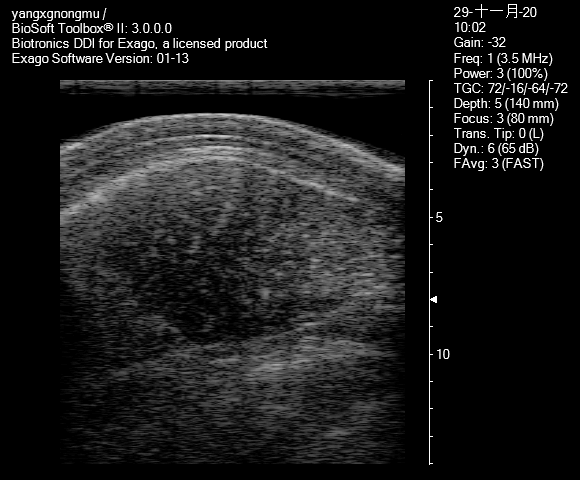 yangxgnongmu /
BioSoft Toolbox® II: 3.0.0.0
Biotronics DDI for Exago, a licensed product
Exago Software Version: 01-13
29-十一月-20
10:02
Gain: -32
Freq: 1 (3.5 MHz)
Power: 3 (100%)
TGC: 72/-16/-64/-72
Depth: 5 (140 mm)
Focus: 3 (80 mm)
Trans. Tip: 0 (L)
Dyn.: 6 (65 dB)
FAvg: 3 (FAST)
5
10